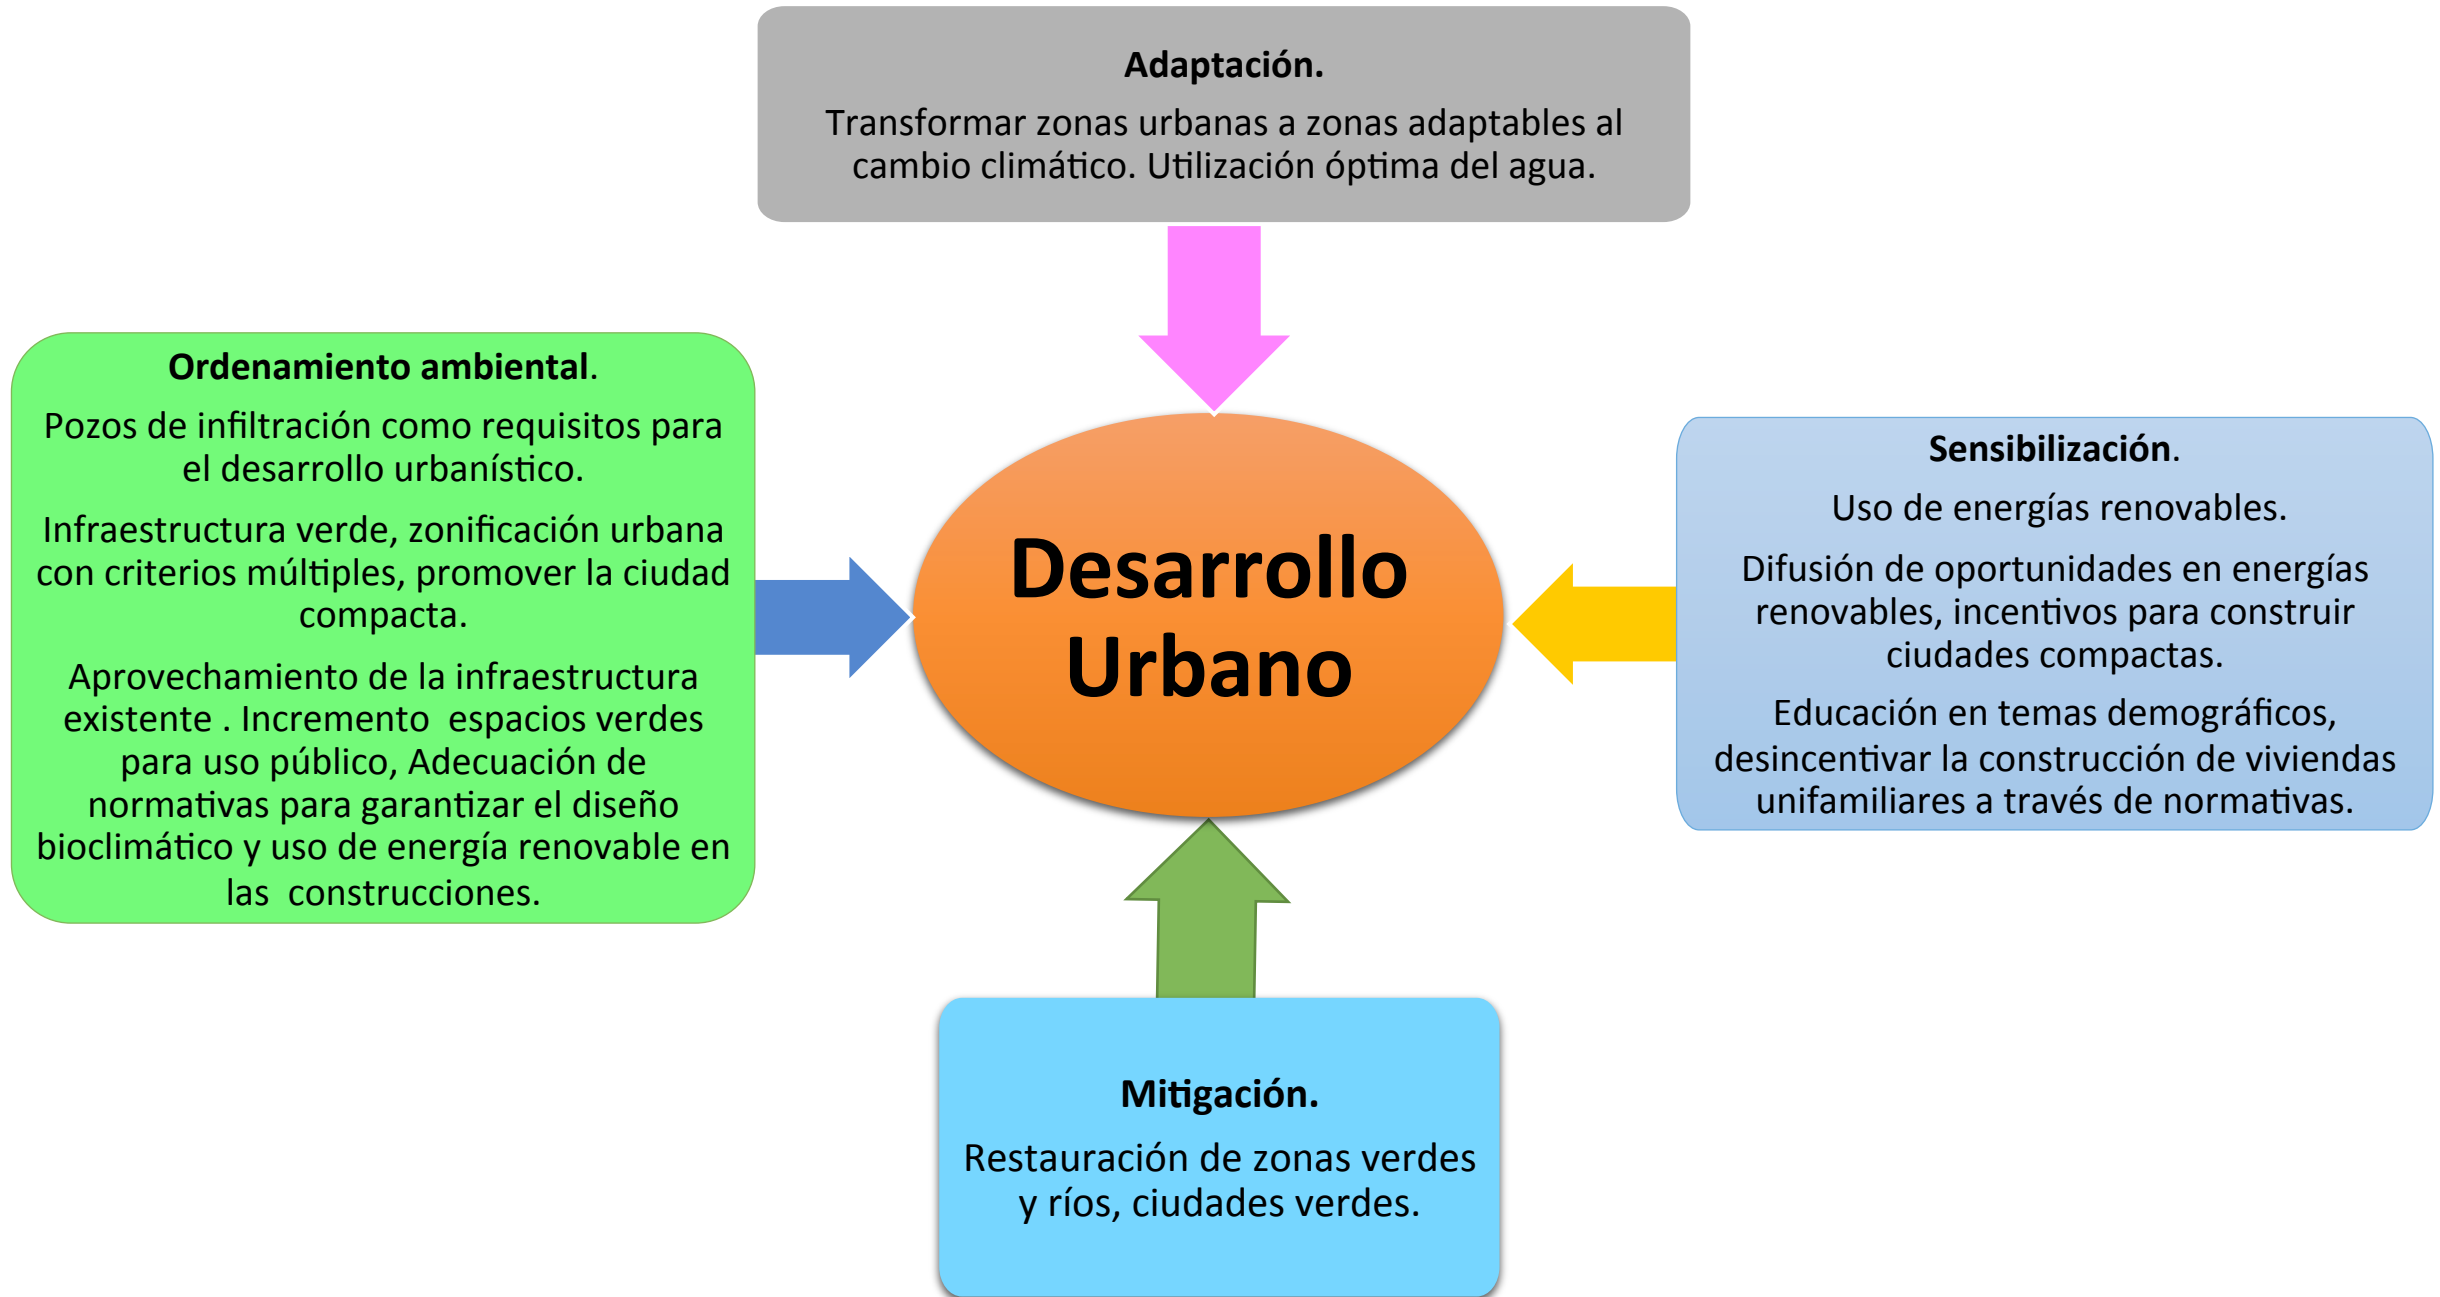 Adaptación.
Transformar zonas urbanas a zonas adaptables al
cambio climático. Utilización óptima del agua.
Ordenamiento ambiental.
Pozos de infiltración como requisitos para
el desarrollo urbanístico.
Infraestructura verde, zonificación urbana
con criterios múltiples, promover la ciudad
compacta.
Aprovechamiento de la infraestructura
existente . Incremento  espacios verdes
para uso público, Adecuación de
normativas para garantizar el diseño
bioclimático y uso de energía renovable en
las  construcciones.
Desarrollo
Urbano
Sensibilización.
Uso de energías renovables.
Difusión de oportunidades en energías
renovables, incentivos para construir
ciudades compactas.
Educación en temas demográficos,
desincentivar la construcción de viviendas
unifamiliares a través de normativas.
Mitigación.
Restauración de zonas verdes
y ríos, ciudades verdes.